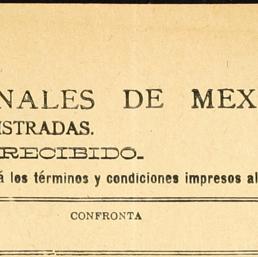 NALES DE MEX
ISTRADAS.
RECIBIDO.
á los términos y condiciones impresos al
CONFRONTA